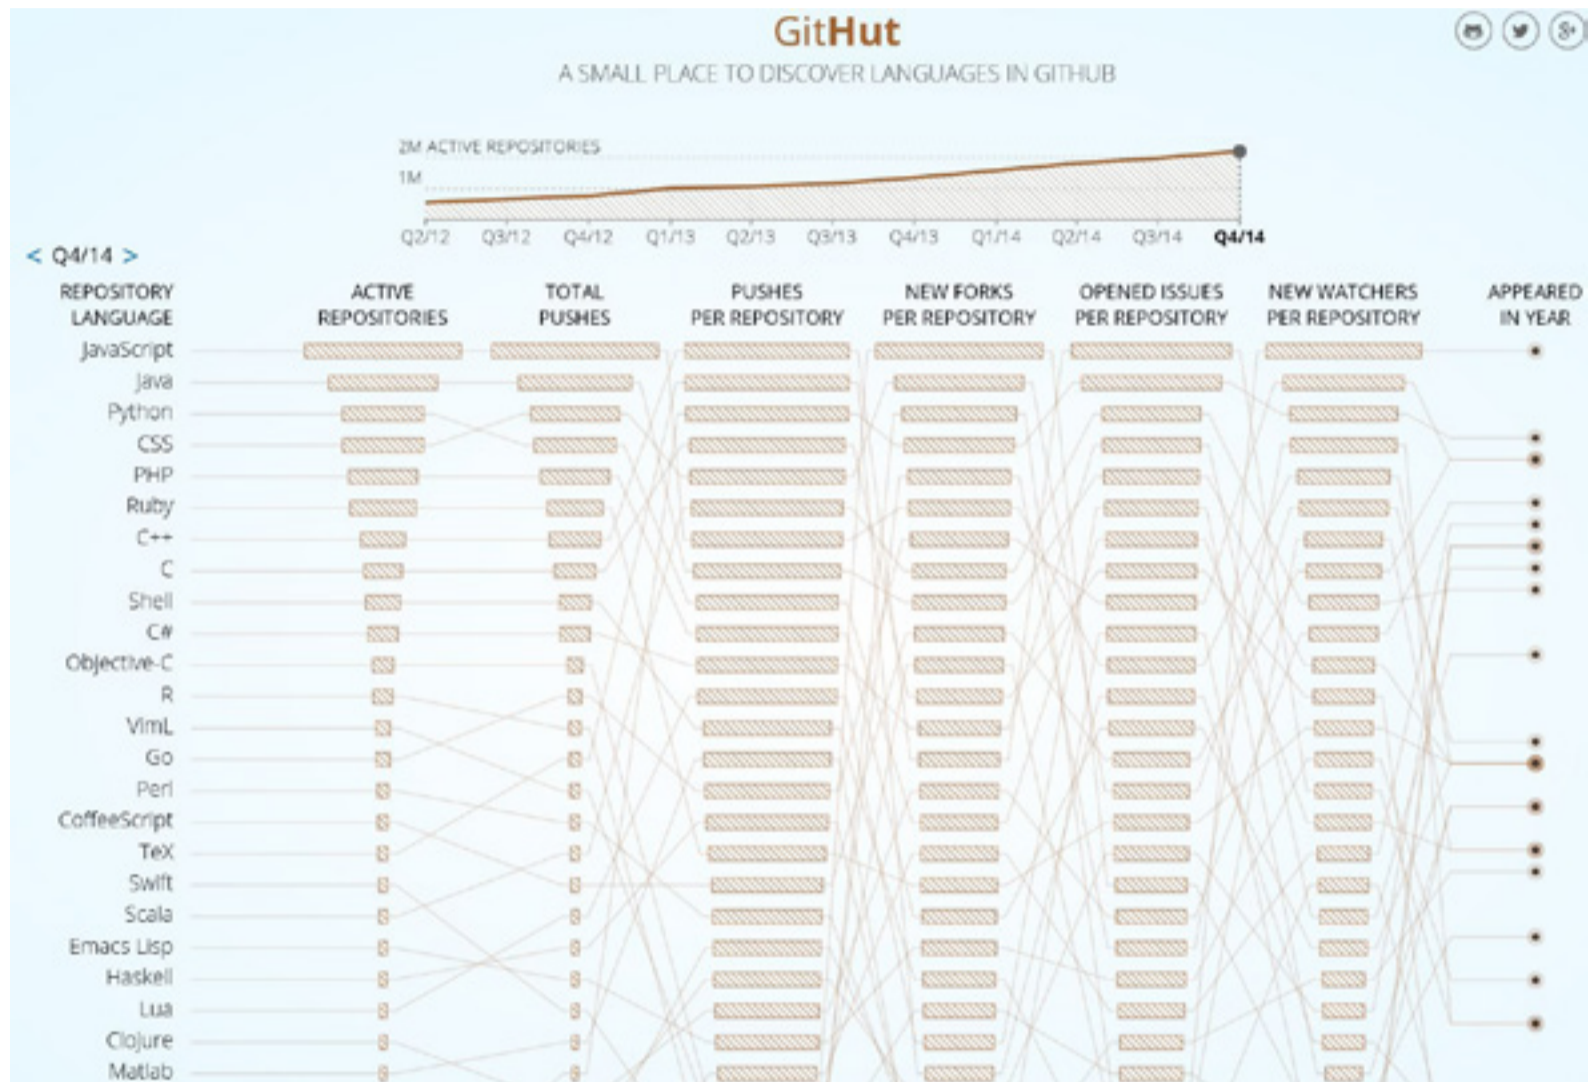 GitHut
A SMALL PLACE TO DISCOVER LANGUAGES IN GITHUB
2M ACTIVE REPOSITORIES
1M
Q2/12 Q3/12 Q4/12 Q1/13 Q2/13 Q3/13 Q4/13 Q1/14 Q2/14 Q3/14 Q4/14
< Q4/14 >
REPOSITORY ACTIVE TOTAL PUSHES NEW FORKS OPENED ISSUES NEW WATCHERS APPEARED
LANGUAGE REPOSITORIES PUSHES PER REPOSITORY PER REPOSITORY PER REPOSITORY PER REPOSITORY IN YEAR
JavaScript
Java
Python
CSS
PHP
Ruby
C++
C
Shell
C#
Objective-C
R
VimL
Go
Perl
CoffeeScript
TeX
Swift
Scala
Emacs Lisp
Haskell
Lua
Clojure
Matlab